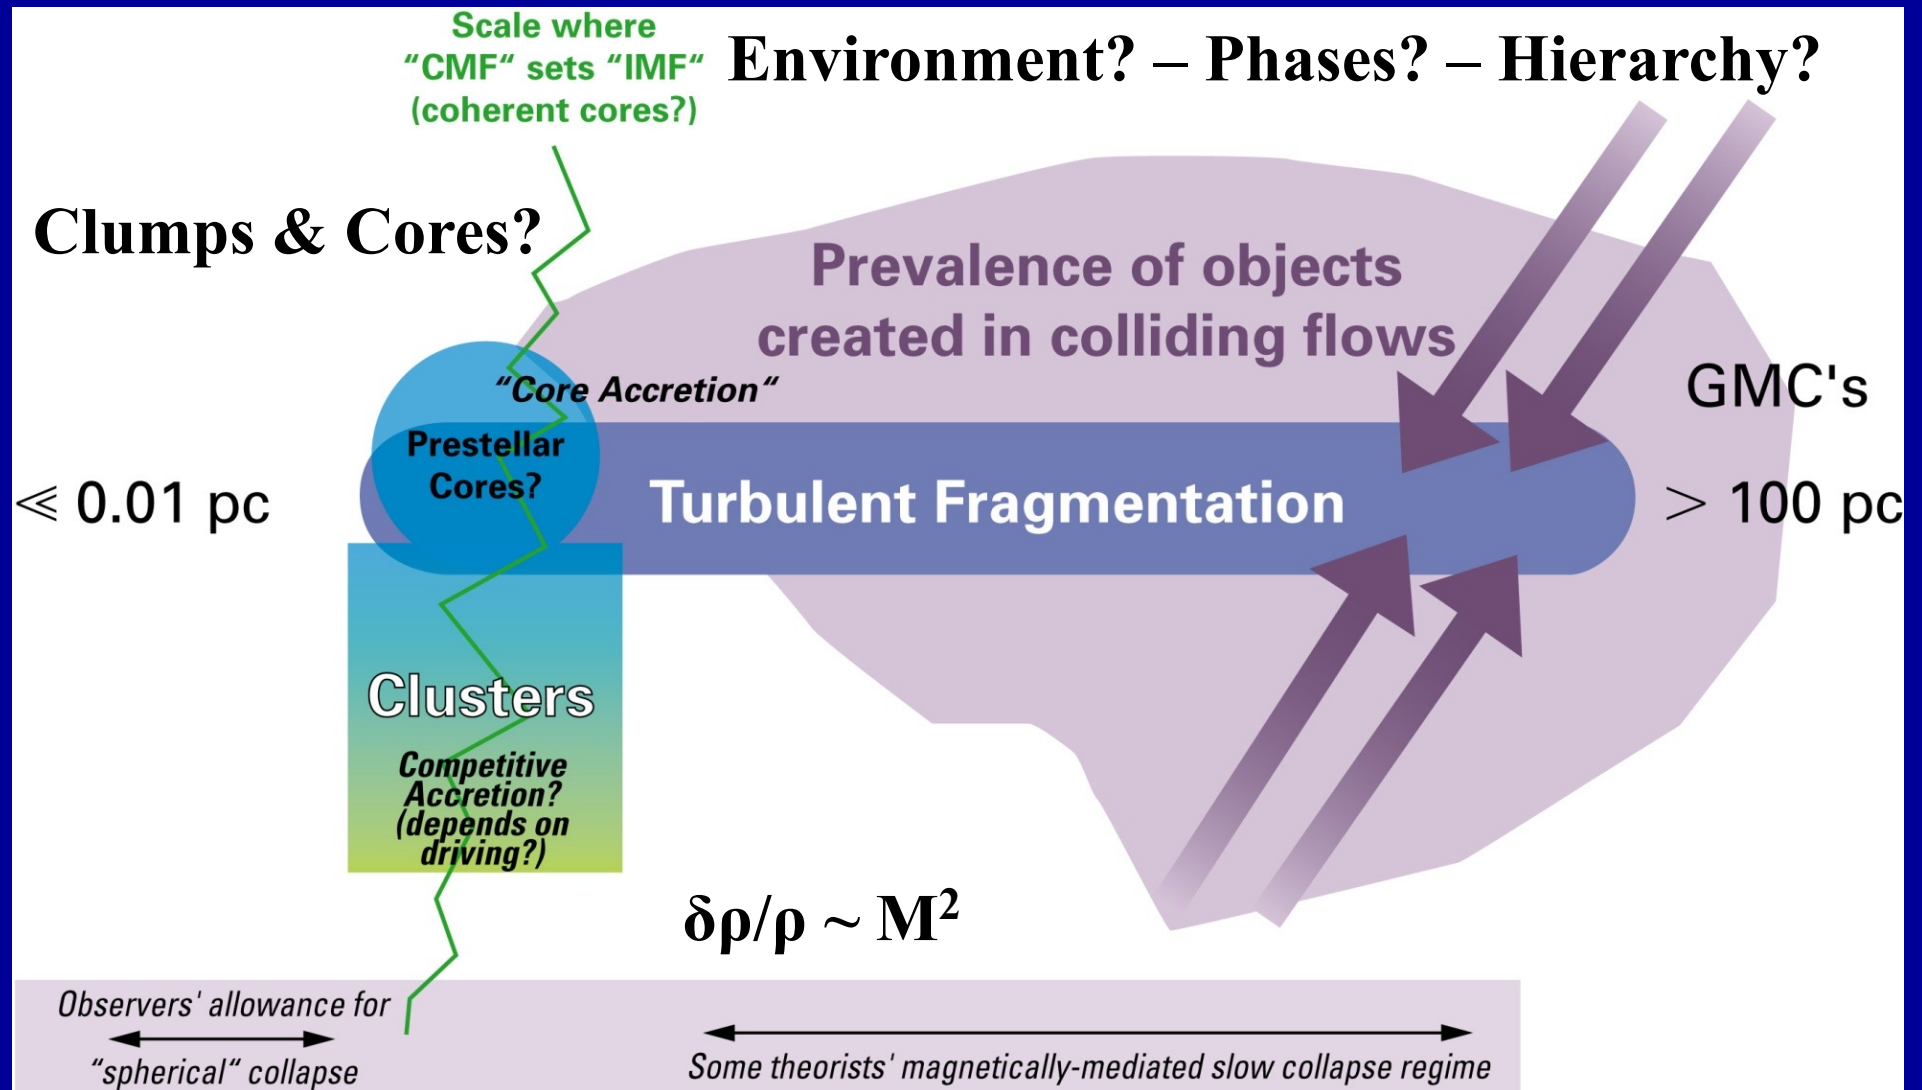 Scale where
“CMF“ sets “IMF“
(coherent cores?)
Environment? – Phases? – Hierarchy?
Clumps & Cores?
Prevalence of objects
created in colliding flows
“Core Accretion“
GMC's
Prestellar
Cores?
≪ 0.01 pc
Turbulent Fragmentation
> 100 pc
Clusters
Competitive
Accretion?
(depends on
driving?)
δρ/ρ ~ M²
Observers' allowance for
“spherical“ collapse
Some theorists' magnetically-mediated slow collapse regime